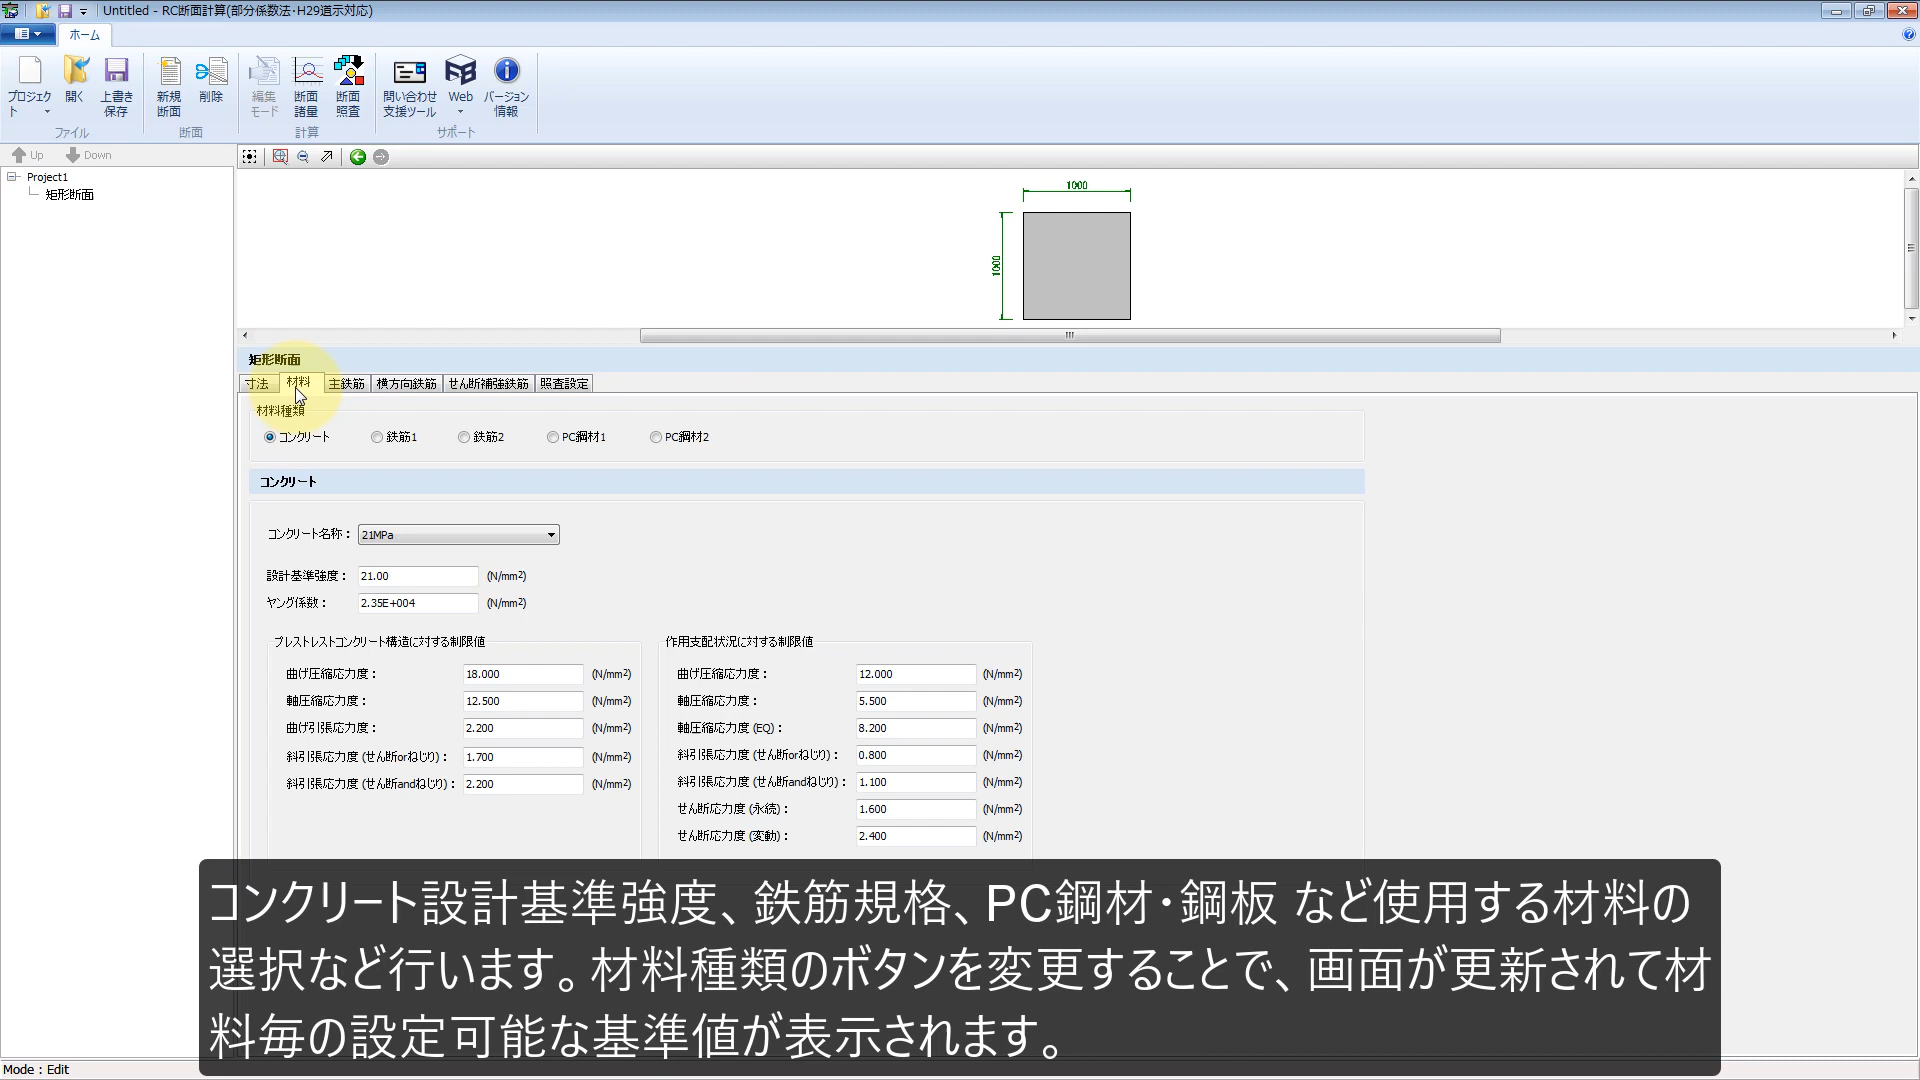 Untitled - RC断面計算(部分係数法･H29道示対応)
ホーム
プロジェクト
開く
上書き保存
新規断面
削除
編集モード
断面諸量
断面照査
問い合わせ支援ツール
Web
バージョン情報
ファイル
断面
計算
サポート
Up
Down
Project1
矩形断面
1000
1000
矩形断面
寸法
材料
主鉄筋
横方向鉄筋
せん断補強鉄筋
照査設定
材料種類
コンクリート
鉄筋1
鉄筋2
PC鋼材1
PC鋼材2
コンクリート
コンクリート名称： 21MPa
設計基準強度： 21.00 (N/mm2)
ヤング係数： 2.35E+004 (N/mm2)
プレストレストコンクリート構造に対する制限値
曲げ圧縮応力度： 18.000 (N/mm2)
軸圧縮応力度： 12.500 (N/mm2)
曲げ引張応力度： 2.200 (N/mm2)
斜引張応力度(せん断orねじり)： 1.700 (N/mm2)
斜引張応力度(せん断andねじり)： 2.200 (N/mm2)
作用支配状況に対する制限値
曲げ圧縮応力度： 12.000 (N/mm2)
軸圧縮応力度： 5.500 (N/mm2)
軸圧縮応力度(EQ)： 8.200 (N/mm2)
斜引張応力度(せん断orねじり)： 0.800 (N/mm2)
斜引張応力度(せん断andねじり)： 1.100 (N/mm2)
せん断応力度(永続)： 1.600 (N/mm2)
せん断応力度(変動)： 2.400 (N/mm2)
コンクリート設計基準強度、鉄筋規格、PC鋼材・鋼板 など使用する材料の
選択など行います。材料種類のボタンを変更することで、画面が更新されて材
料毎の設定可能な基準値が表示されます。
Mode : Edit